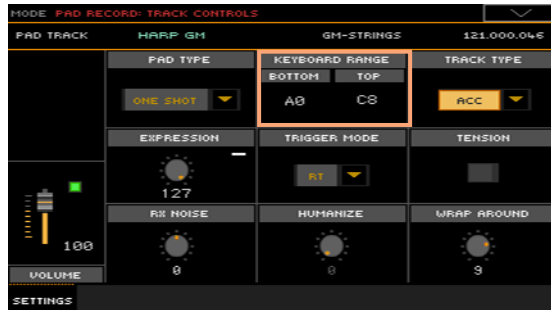 MODE PAD RECORD: TRACK CONTROLS
PAD TRACK HARP GM GM-STRINGS 121.000.046
PAD TYPE KEYBOARD RANGE TRACK TYPE
BOTTOM TOP
ONE SHOT A0 C8 ACC
EXPRESSION TRIGGER MODE TENSION
RT
127
RX NOISE HUMANIZE WRAP AROUND
100
0 0 9
VOLUME
SETTINGS